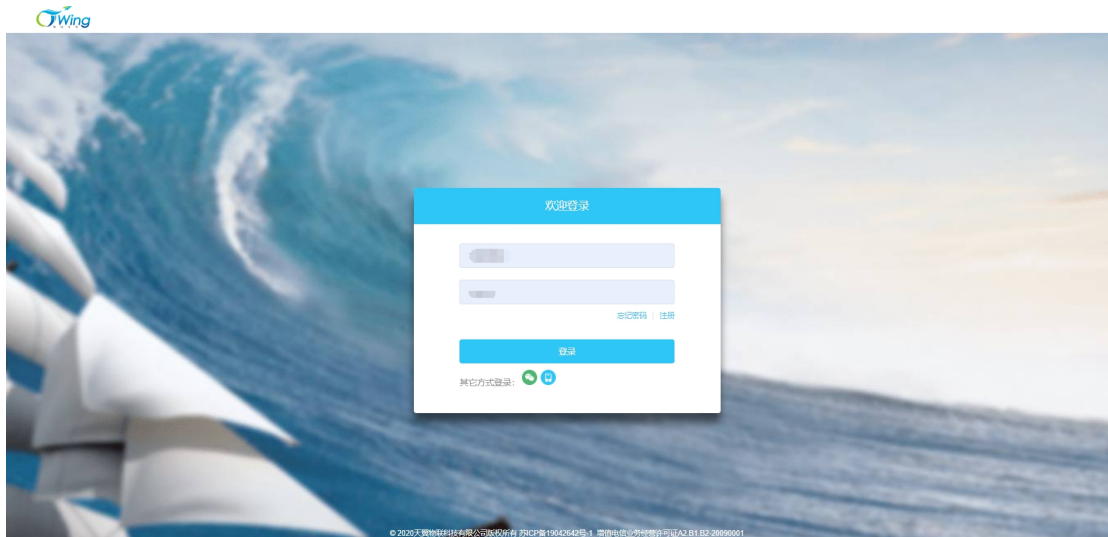 CTWing
欢迎登录
忘记密码 | 注册
登录
其它方式登录：
© 2020天翼物联科技有限公司版权所有 苏ICP备19042642号-1 增值电信业务经营许可证A2.B1.B2-20090001